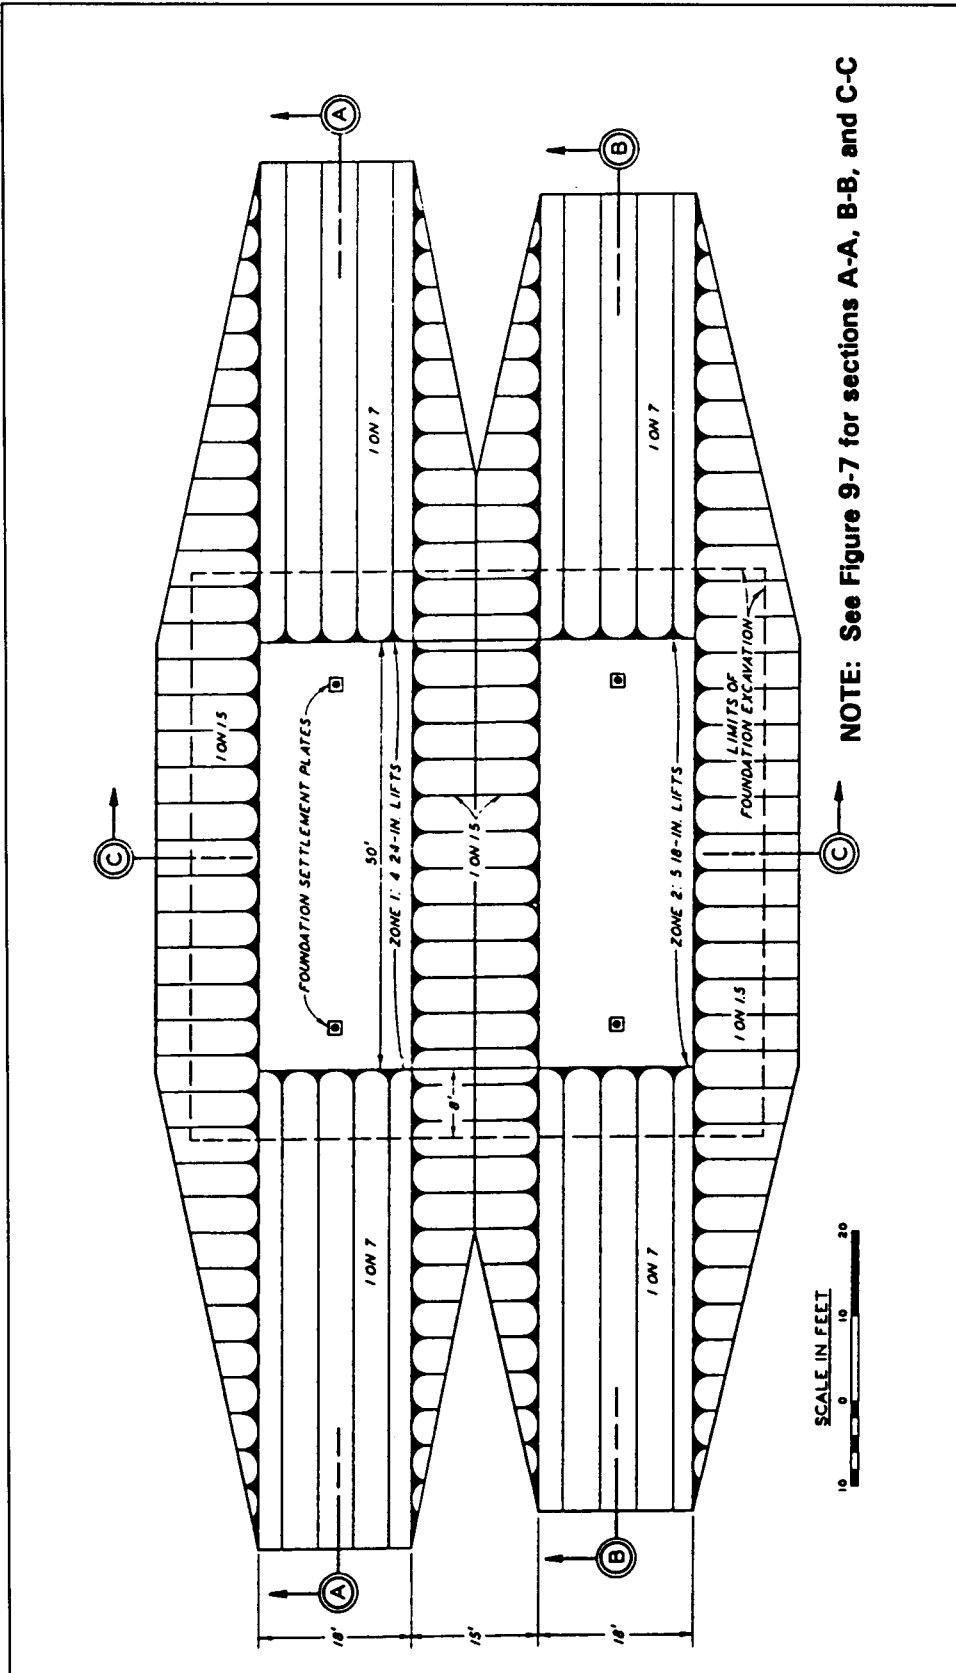 A
A
B
B
C
C
1 ON 7
1 ON 7
1 ON 7
1 ON 7
1 ON 1.5
1 ON 1.5
1 ON 1.5
FOUNDATION SETTLEMENT PLATES
50'
ZONE 1: 4 24-IN. LIFTS
ZONE 2: 5 18-IN. LIFTS
8'
LIMITS OF
FOUNDATION EXCAVATION
18'
15'
18'
SCALE IN FEET
10 0 10 20
NOTE: See Figure 9-7 for sections A-A, B-B, and C-C